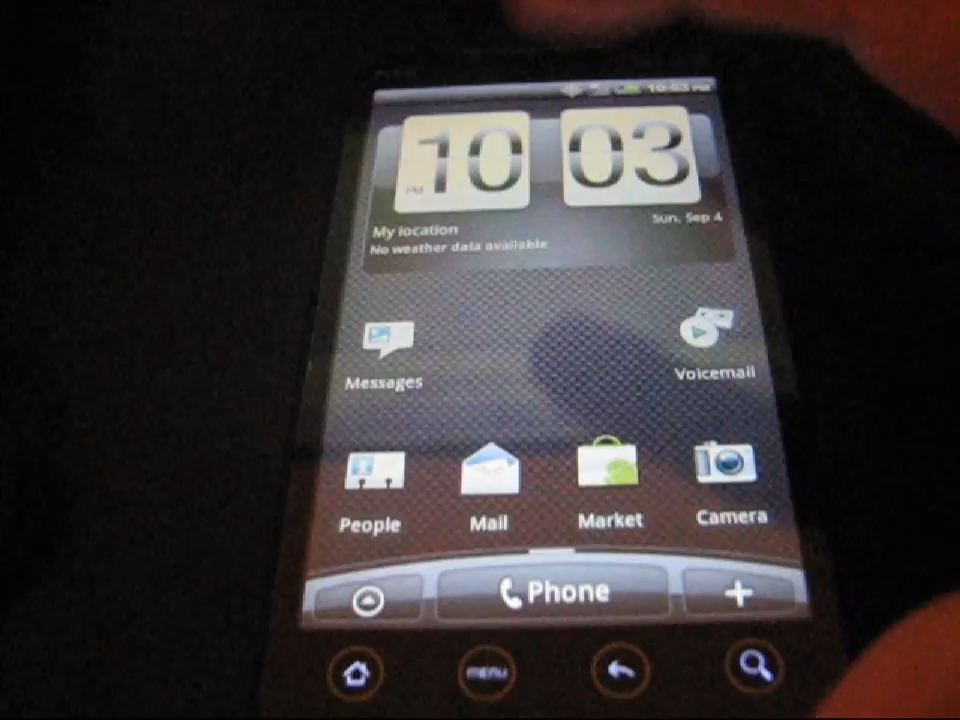 10 03
PM
Sun, Sep 4
My location
No weather data available
Messages
Voicemail
People
Mail
Market
Camera
Phone
MENU